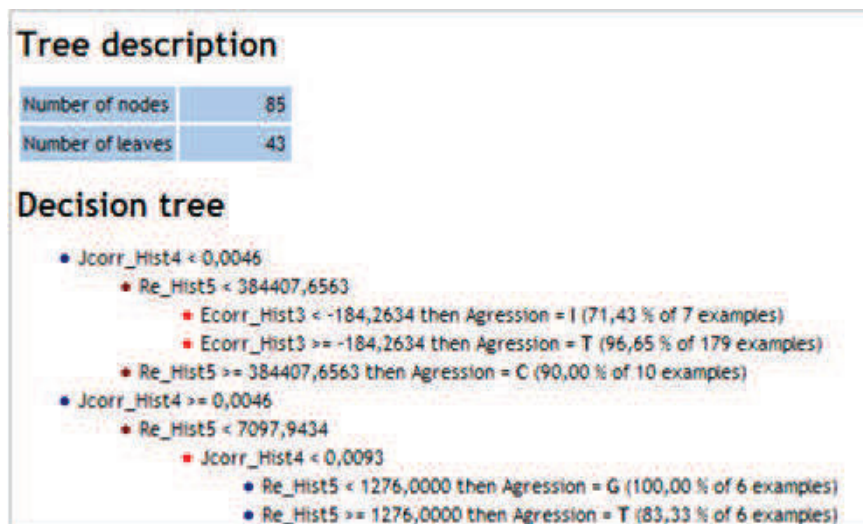 Tree description
Number of nodes 85
Number of leaves 43
Decision tree
Jcorr_Hist4 < 0,0046
Re_Hist5 < 384407,6563
Ecorr_Hist3 < -184,2634 then Agression = I (71,43 % of 7 examples)
Ecorr_Hist3 >= -184,2634 then Agression = T (96,65 % of 179 examples)
Re_Hist5 >= 384407,6563 then Agression = C (90,00 % of 10 examples)
Jcorr_Hist4 >= 0,0046
Re_Hist5 < 7097,9434
Jcorr_Hist4 < 0,0093
Re_Hist5 < 1276,0000 then Agression = G (100,00 % of 6 examples)
Re_Hist5 >= 1276,0000 then Agression = T (83,33 % of 6 examples)